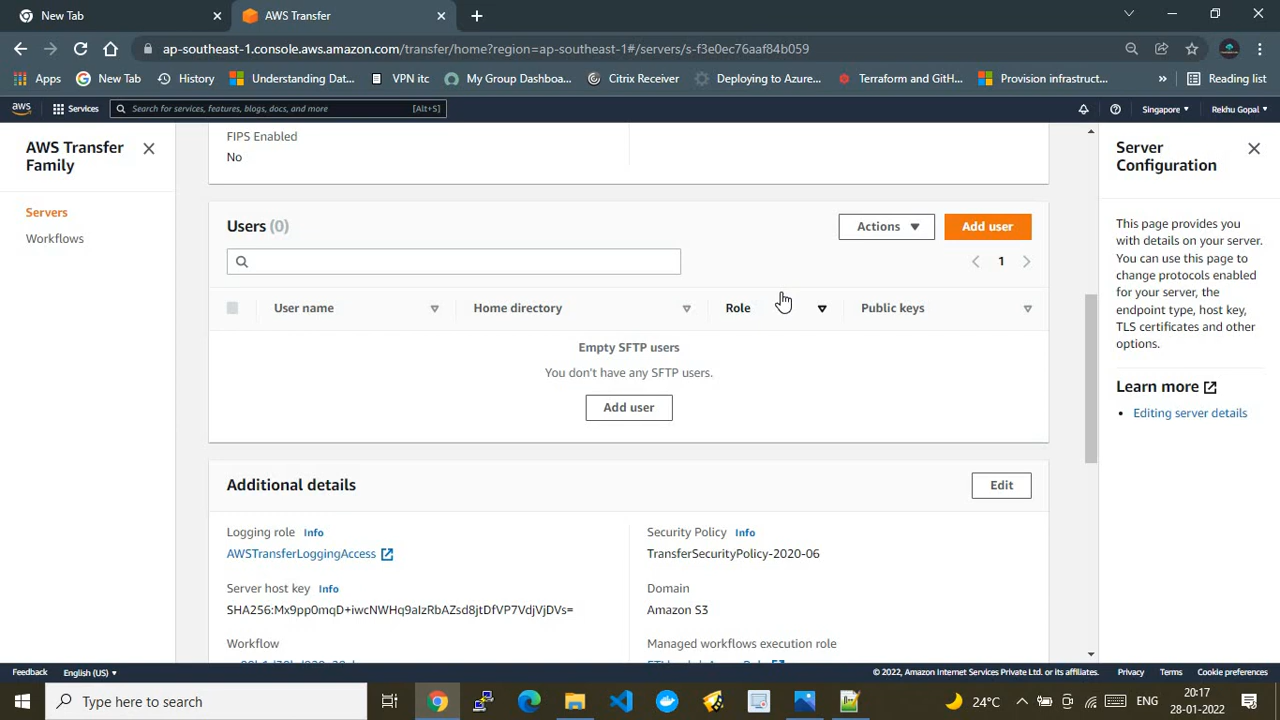 New Tab
AWS Transfer
ap-southeast-1.console.aws.amazon.com/transfer/home?region=ap-southeast-1#/servers/s-f3e0ec76aaf84b059
Apps New Tab History Understanding Dat... VPN itc My Group Dashboa... Citrix Receiver Deploying to Azure... Terraform and GitH... Provision infrastruct... » Reading list
aws Services Search for services, features, blogs, docs, and more [Alt+S] Singapore Rekhu Gopal
AWS Transfer
Family
Servers
Workflows
FIPS Enabled
No
Users (0)
Actions
Add user
1
User name Home directory Role Public keys
Empty SFTP users
You don't have any SFTP users.
Add user
Additional details
Edit
Logging role Info
AWSTransferLoggingAccess
Server host key Info
SHA256:Mx9pp0mqD+iwcNWHq9aIzRbAZsd8jtDfVP7VdjVjDVs=
Workflow
Security Policy Info
TransferSecurityPolicy-2020-06
Domain
Amazon S3
Managed workflows execution role
Server
Configuration
This page provides you
with details on your server.
You can use this page to
change protocols enabled
for your server, the
endpoint type, host key,
TLS certificates and other
options.
Learn more
Editing server details
Feedback English (US) © 2022, Amazon Internet Services Private Ltd. or its affiliates. Privacy Terms Cookie preferences
Type here to search
24°C
ENG
20:17
28-01-2022